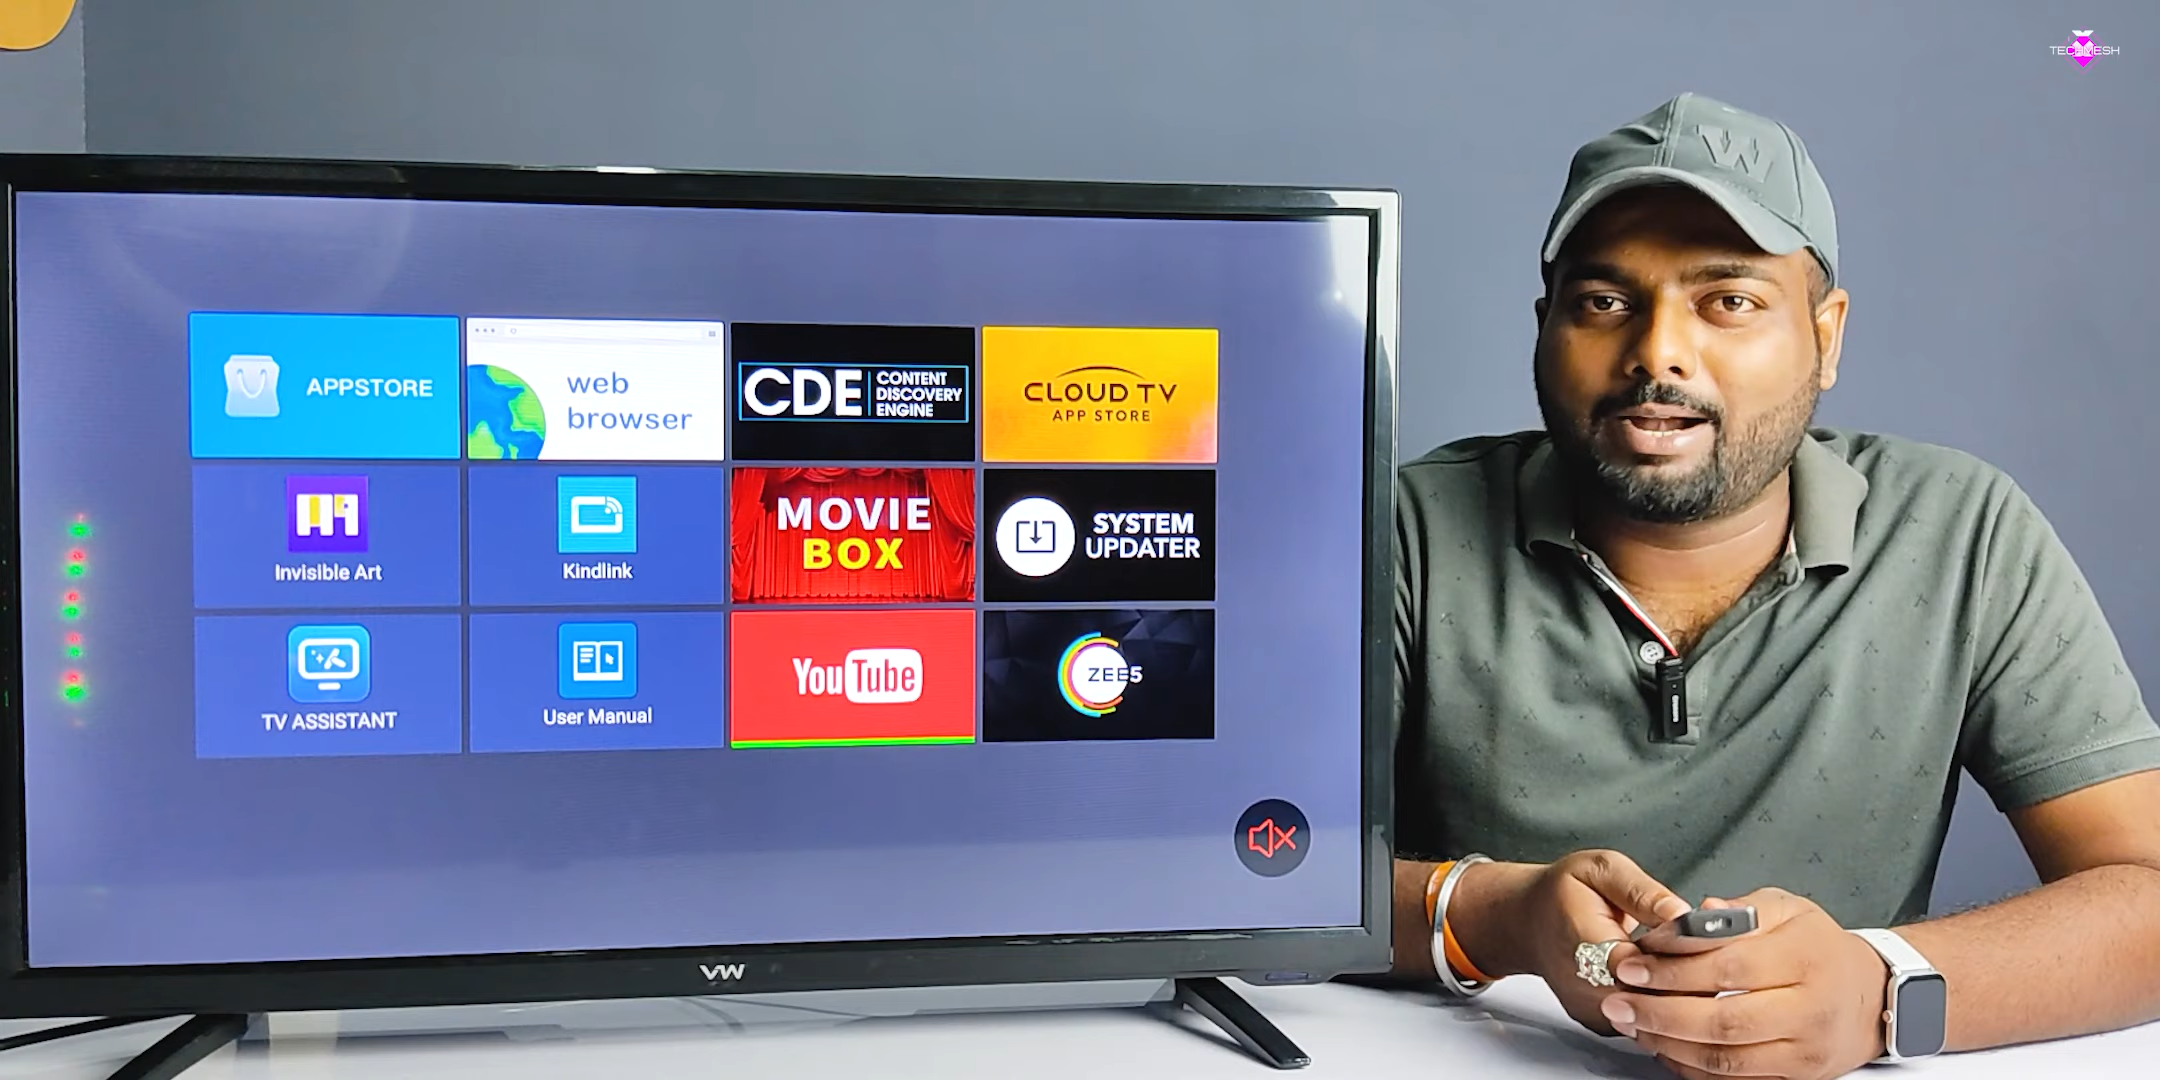 TECHMESH
W
APPSTORE
web
browser
CDE
CONTENT
DISCOVERY
ENGINE
CLOUD TV
APP STORE
Invisible Art
Kindlink
MOVIE
BOX
SYSTEM
UPDATER
TV ASSISTANT
User Manual
YouTube
ZEE5
VW